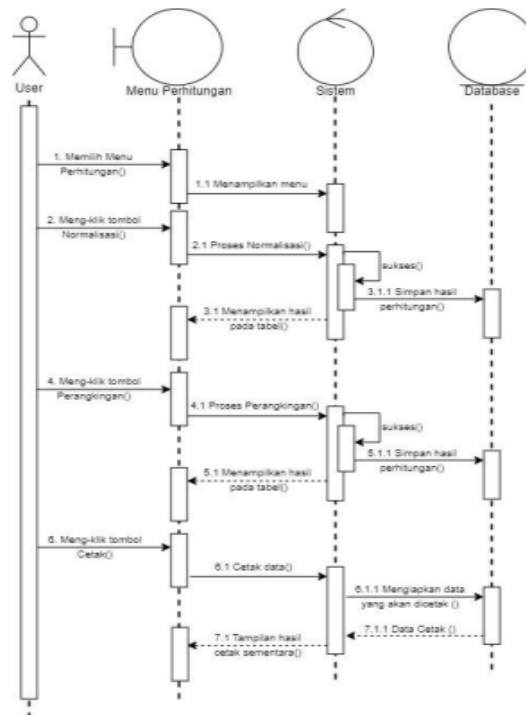 User
Menu Perhitungan
Sistem
Database
1. Memilih Menu
Perhitungan()
1.1 Menampilkan menu
2. Meng-klik tombol
Normalisasi()
2.1 Proses Normalisasi()
sukses()
3.1.1 Simpan hasil
perhitungan()
3.1 Menampilkan hasil
pada tabel()
4. Meng-klik tombol
Perangkingan()
4.1 Proses Perangkingan()
sukses()
5.1.1 Simpan hasil
perhitungan()
5.1 Menampilkan hasil
pada tabel()
6. Meng-klik tombol
Cetak()
6.1 Cetak data()
6.1.1 Mengiapkan data
yang akan dicetak ()
7.1.1 Data Cetak ()
7.1 Tampilan hasil
cetak sementara()